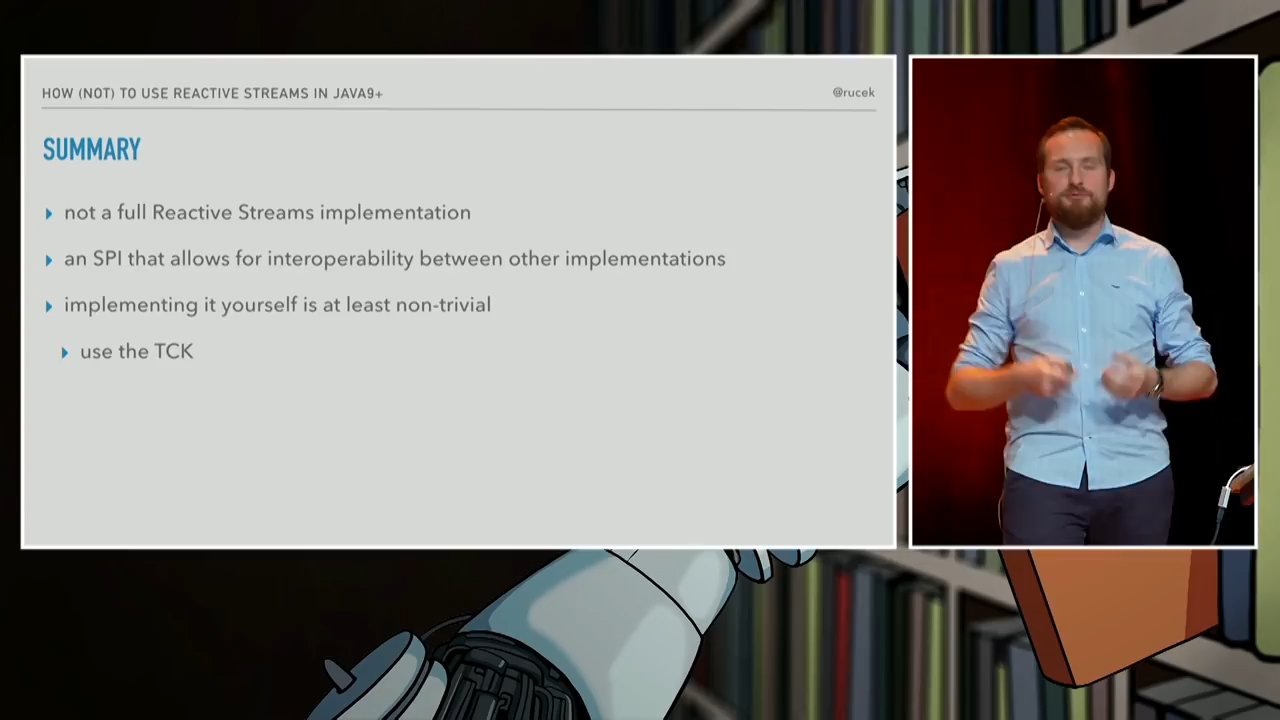 HOW (NOT) TO USE REACTIVE STREAMS IN JAVA9+
@rucek
SUMMARY
not a full Reactive Streams implementation
an SPI that allows for interoperability between other implementations
implementing it yourself is at least non-trivial
use the TCK